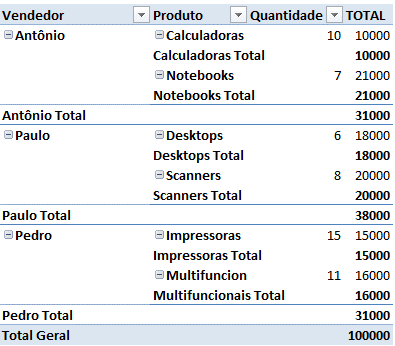 Vendedor Produto Quantidade TOTAL
Antônio Calculadoras 10 10000
Calculadoras Total 10000
Notebooks 7 21000
Notebooks Total 21000
Antônio Total 31000
Paulo Desktops 6 18000
Desktops Total 18000
Scanners 8 20000
Scanners Total 20000
Paulo Total 38000
Pedro Impressoras 15 15000
Impressoras Total 15000
Multifuncion 11 16000
Multifuncionais Total 16000
Pedro Total 31000
Total Geral 100000